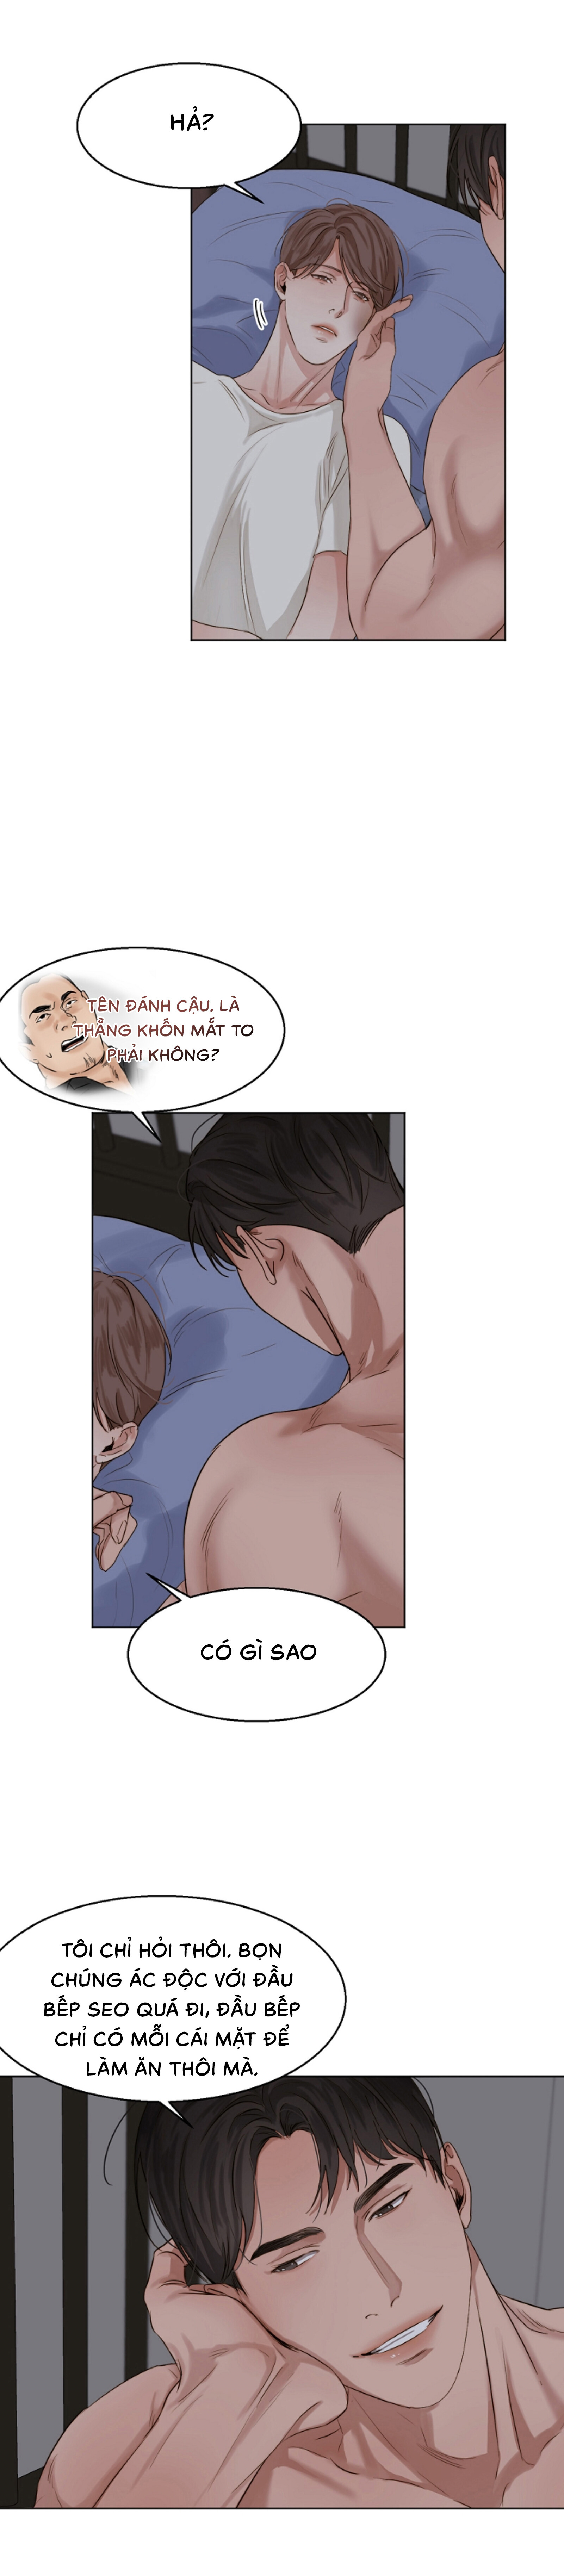 HẢ?
TÊN ĐÁNH CẬU, LÀ
THẰNG KHỐN MẮT TO
PHẢI KHÔNG?
CÓ GÌ SAO
TÔI CHỈ HỎI THÔI. BỌN
CHÚNG ÁC ĐỘC VỚI ĐẦU
BẾP SEO QUÁ ĐI, ĐẦU BẾP
CHỈ CÓ MỖI CÁI MẶT ĐỂ
LÀM ĂN THÔI MÀ.